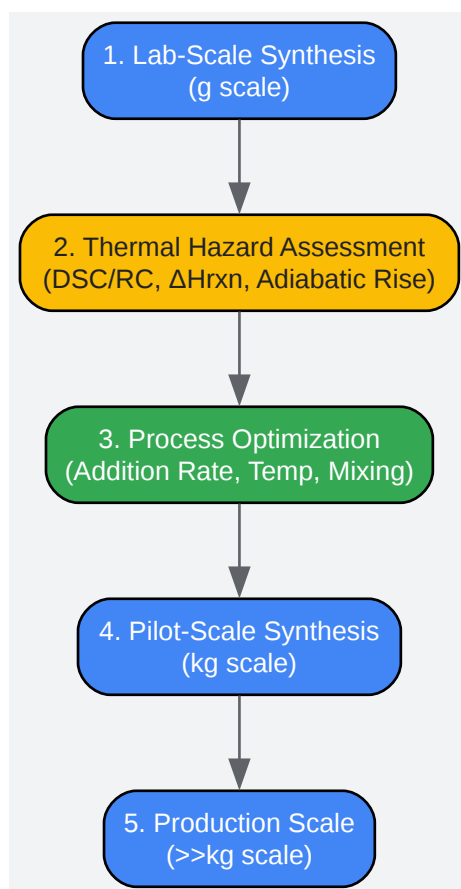 1. Lab-Scale Synthesis
(g scale)
2. Thermal Hazard Assessment
(DSC/RC, ΔHrxn, Adiabatic Rise)
3. Process Optimization
(Addition Rate, Temp, Mixing)
4. Pilot-Scale Synthesis
(kg scale)
5. Production Scale
(>>kg scale)